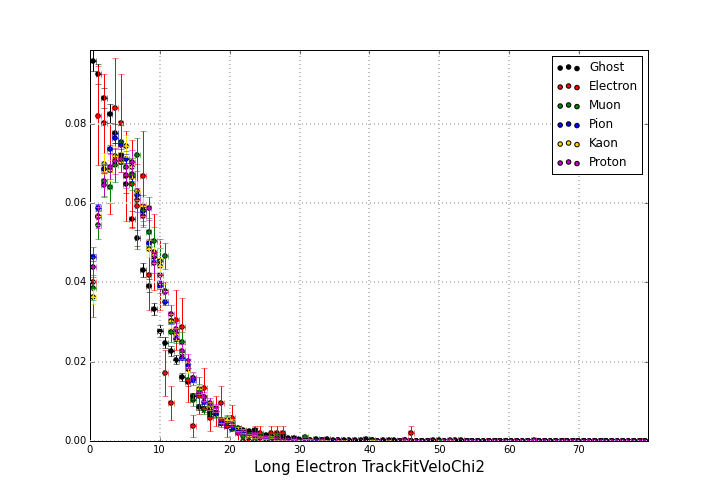 Ghost
Electron
Muon
Pion
Kaon
Proton
0.08
0.06
0.04
0.02
0.00
0 10 20 30 40 50 60 70
Long Electron TrackFitVeloChi2